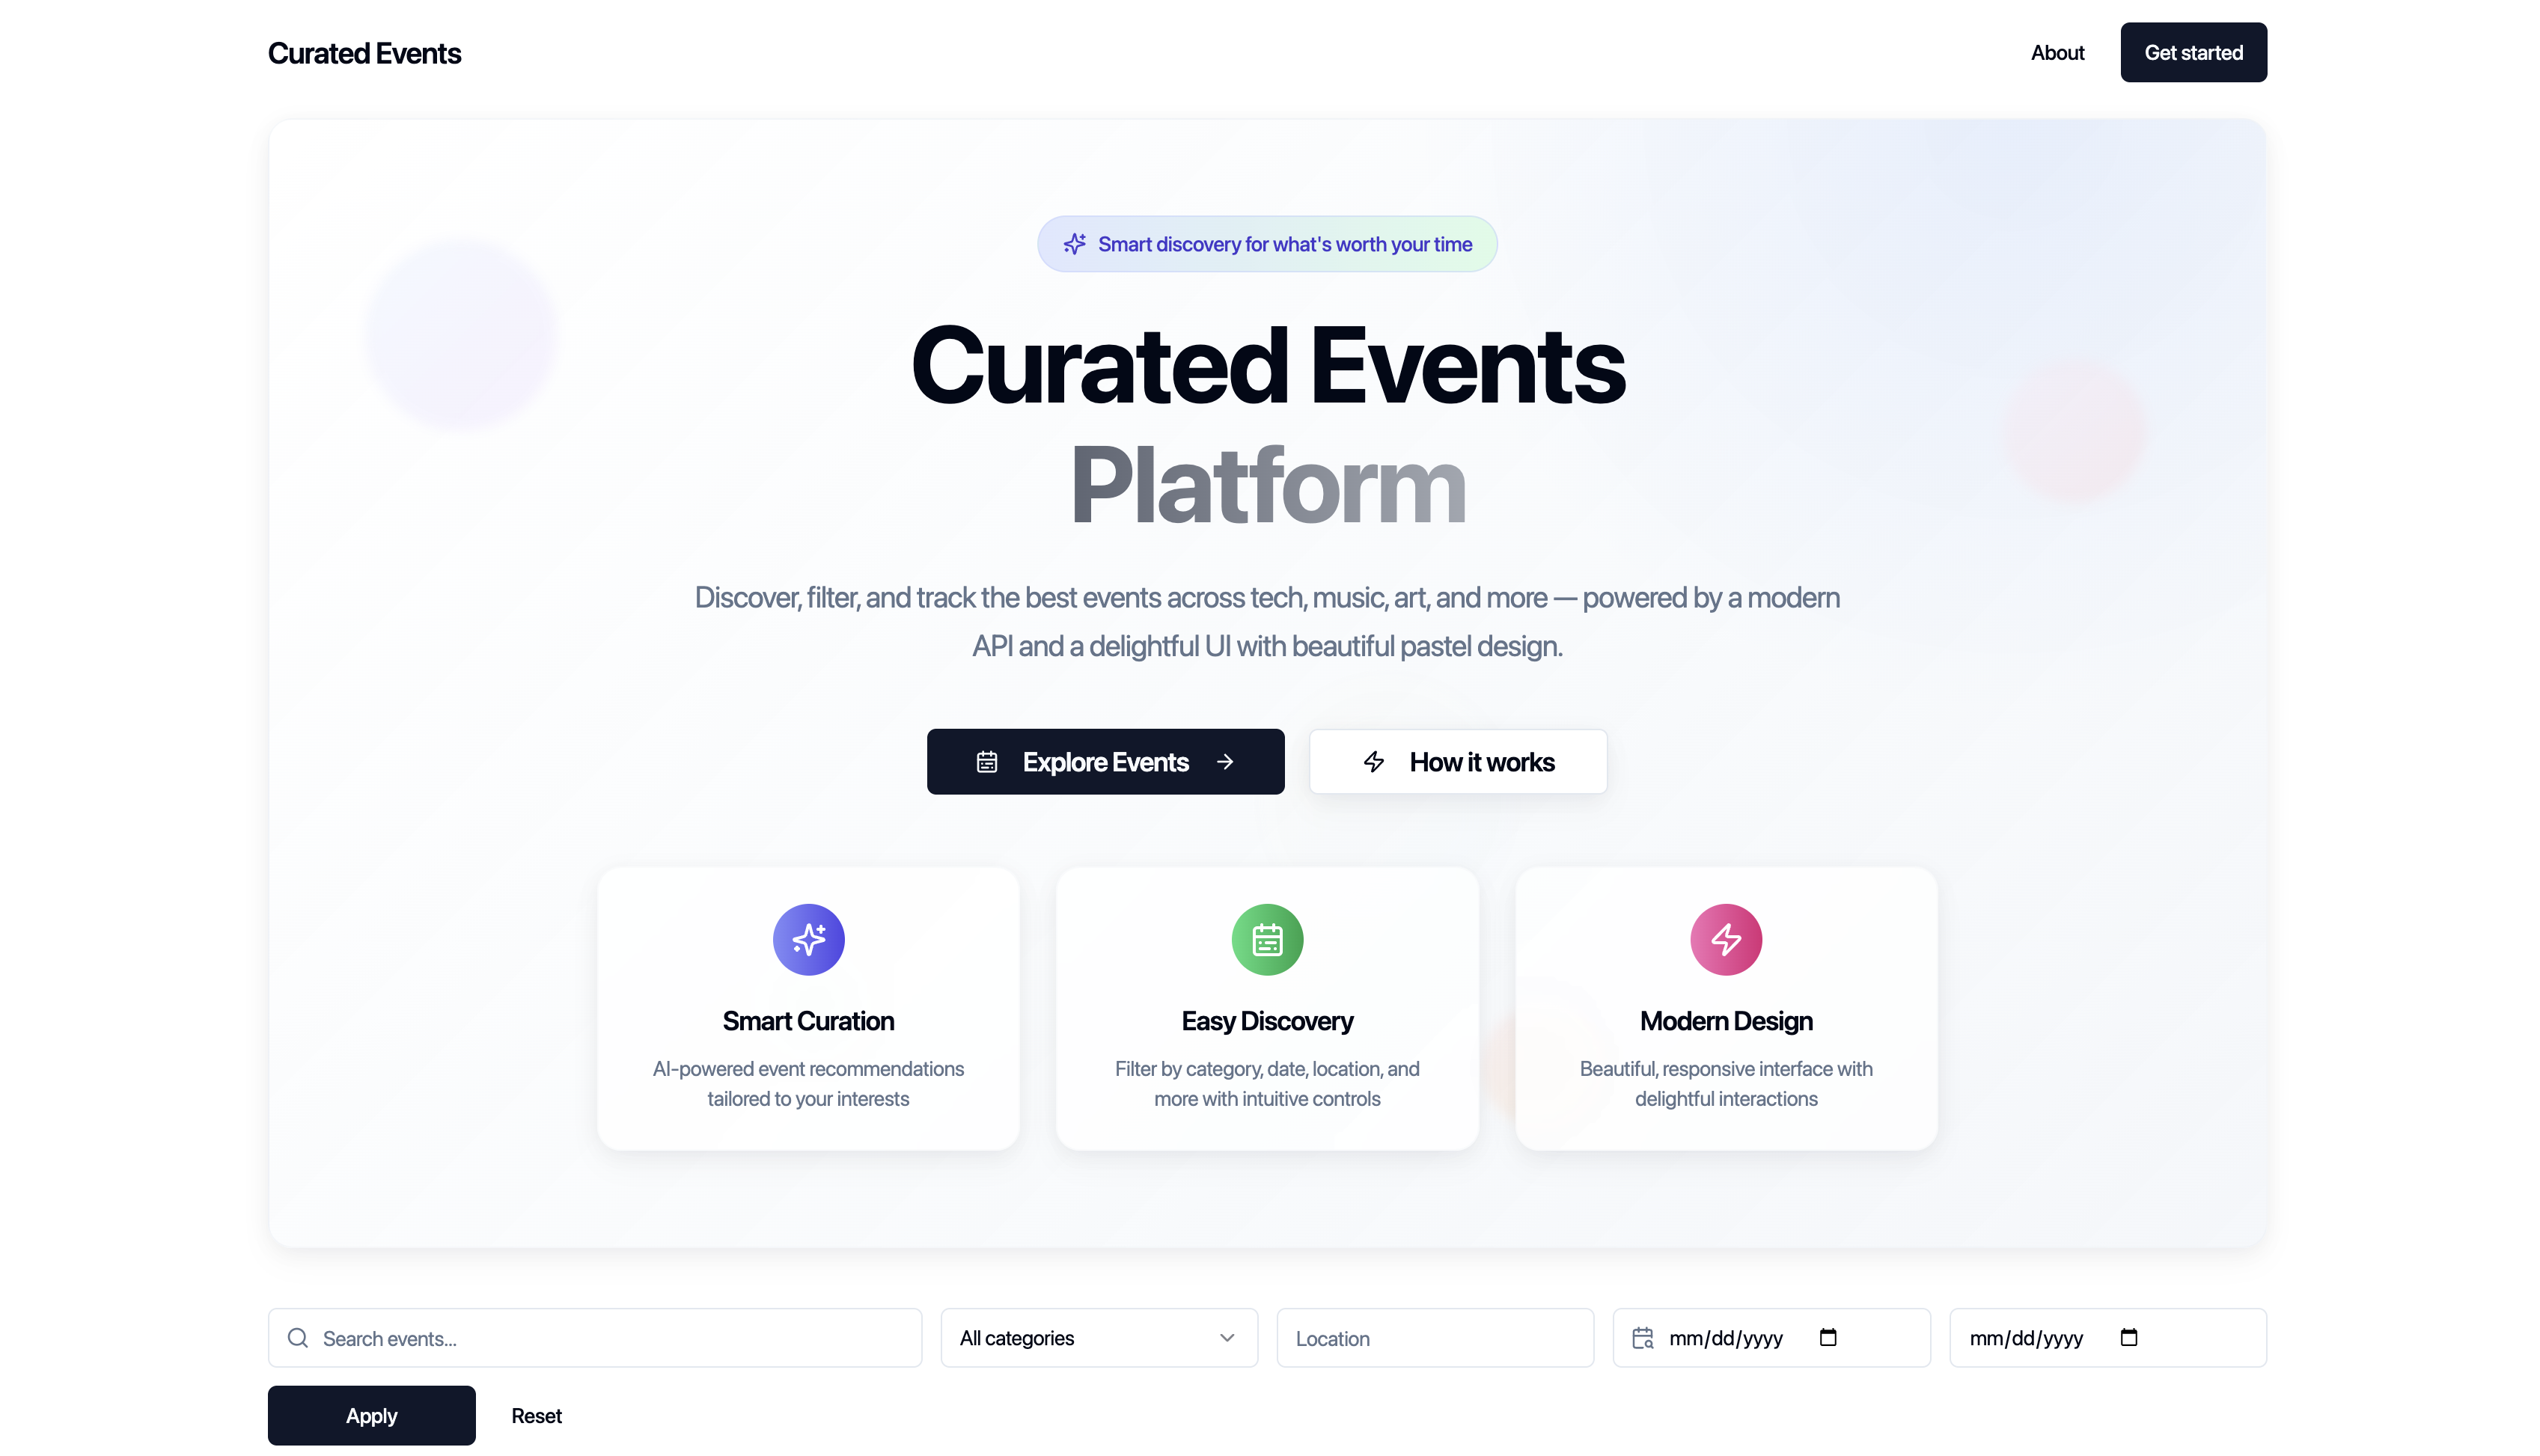 Curated Events
About
Get started
Smart discovery for what's worth your time
Curated Events
Platform
Discover, filter, and track the best events across tech, music, art, and more — powered by a modern
API and a delightful UI with beautiful pastel design.
Explore Events
How it works
Smart Curation
AI-powered event recommendations
tailored to your interests
Easy Discovery
Filter by category, date, location, and
more with intuitive controls
Modern Design
Beautiful, responsive interface with
delightful interactions
Search events...
All categories
Location
mm/dd/yyyy
mm/dd/yyyy
Apply
Reset